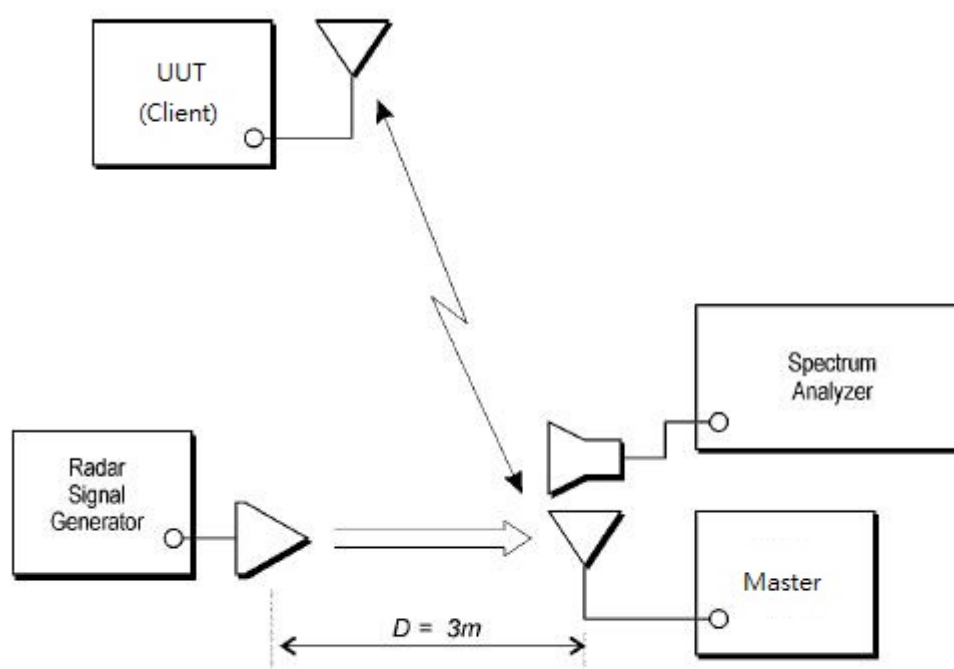 UUT
(Client)
Spectrum
Analyzer
Radar
Signal
Generator
Master
D = 3m